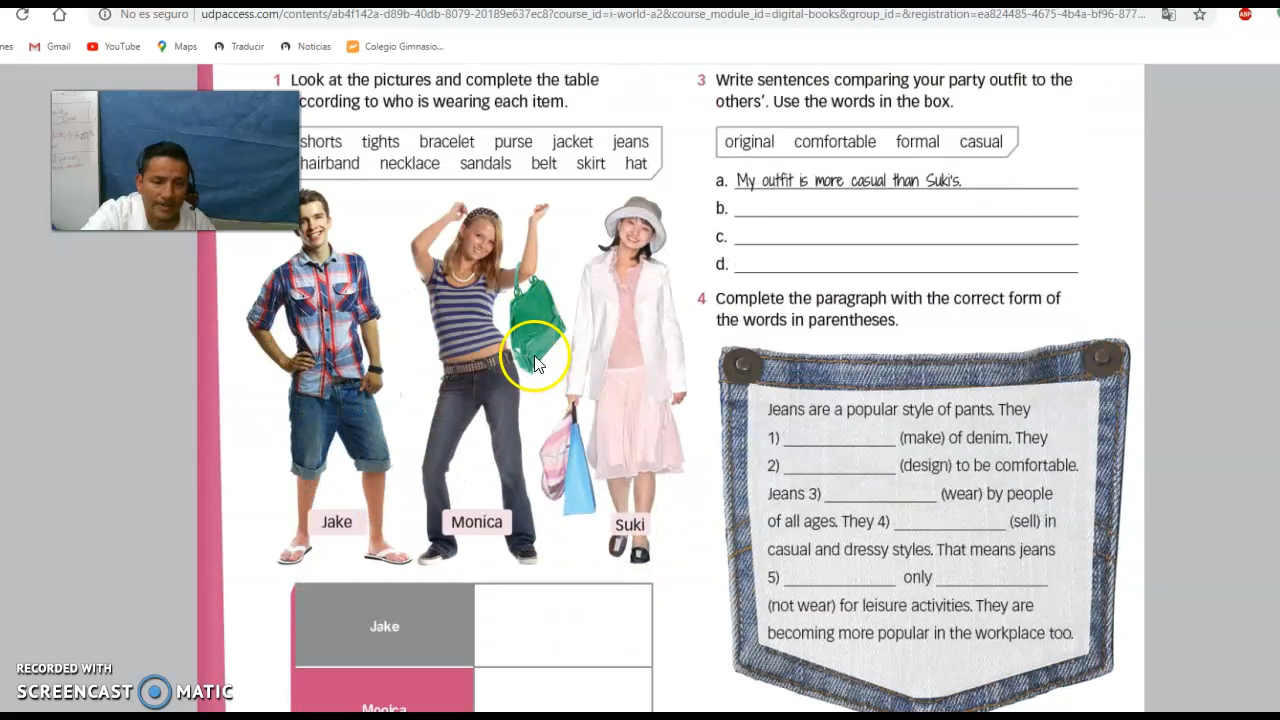 No es seguro
udpaccess.com/contents/ab4f142a-d89b-40db-8079-20189e637ec8?course_id=i-world-a2&course_module_id=digital-books&group_id=&registration=ea824485-4675-4b4a-bf96-877...
nes Gmail YouTube Maps Traducir Noticias Colegio Gimnasio...
1 Look at the pictures and complete the table
ccording to who is wearing each item.
shorts tights bracelet purse jacket jeans
hairband necklace sandals belt skirt hat
Jake
Monica
Suki
Jake
Monica
3 Write sentences comparing your party outfit to the
others'. Use the words in the box.
original comfortable formal casual
a. My outfit is more casual than Suki's.
b.
c.
d.
4 Complete the paragraph with the correct form of
the words in parentheses.
Jeans are a popular style of pants. They
1) ____________ (make) of denim. They
2) ____________ (design) to be comfortable.
Jeans 3) ____________ (wear) by people
of all ages. They 4) ____________ (sell) in
casual and dressy styles. That means jeans
5) ____________ only ____________
(not wear) for leisure activities. They are
becoming more popular in the workplace too.
RECORDED WITH
SCREENCAST MATIC